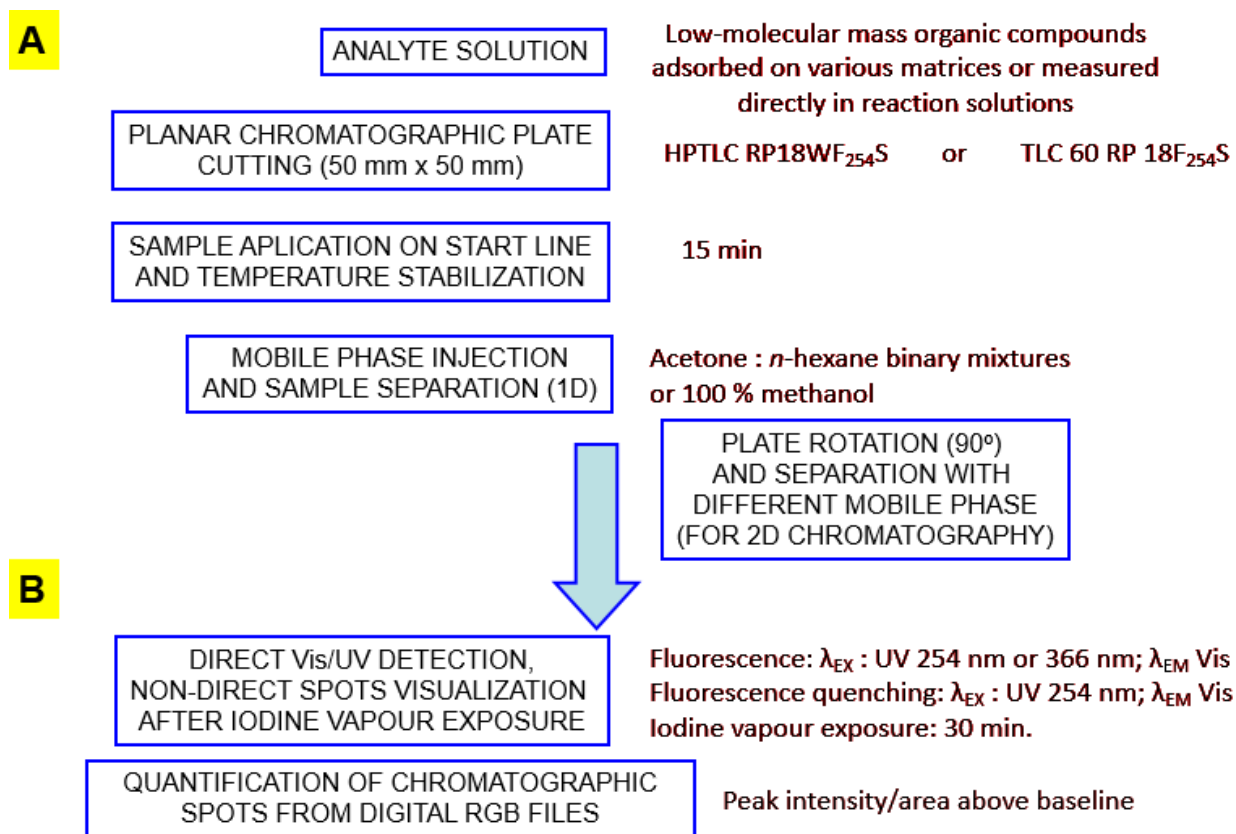 A
ANALYTE SOLUTION
Low-molecular mass organic compounds
adsorbed on various matrices or measured
directly in reaction solutions
PLANAR CHROMATOGRAPHIC PLATE
CUTTING (50 mm x 50 mm)
HPTLC RP18WF₂₅₄S or TLC 60 RP 18F₂₅₄S
SAMPLE APLICATION ON START LINE
AND TEMPERATURE STABILIZATION
15 min
MOBILE PHASE INJECTION
AND SAMPLE SEPARATION (1D)
Acetone : n-hexane binary mixtures
or 100 % methanol
PLATE ROTATION (90º)
AND SEPARATION WITH
DIFFERENT MOBILE PHASE
(FOR 2D CHROMATOGRAPHY)
B
DIRECT Vis/UV DETECTION,
NON-DIRECT SPOTS VISUALIZATION
AFTER IODINE VAPOUR EXPOSURE
Fluorescence: λEX : UV 254 nm or 366 nm; λEM Vis
Fluorescence quenching: λEX : UV 254 nm; λEM Vis
Iodine vapour exposure: 30 min.
QUANTIFICATION OF CHROMATOGRAPHIC
SPOTS FROM DIGITAL RGB FILES
Peak intensity/area above baseline